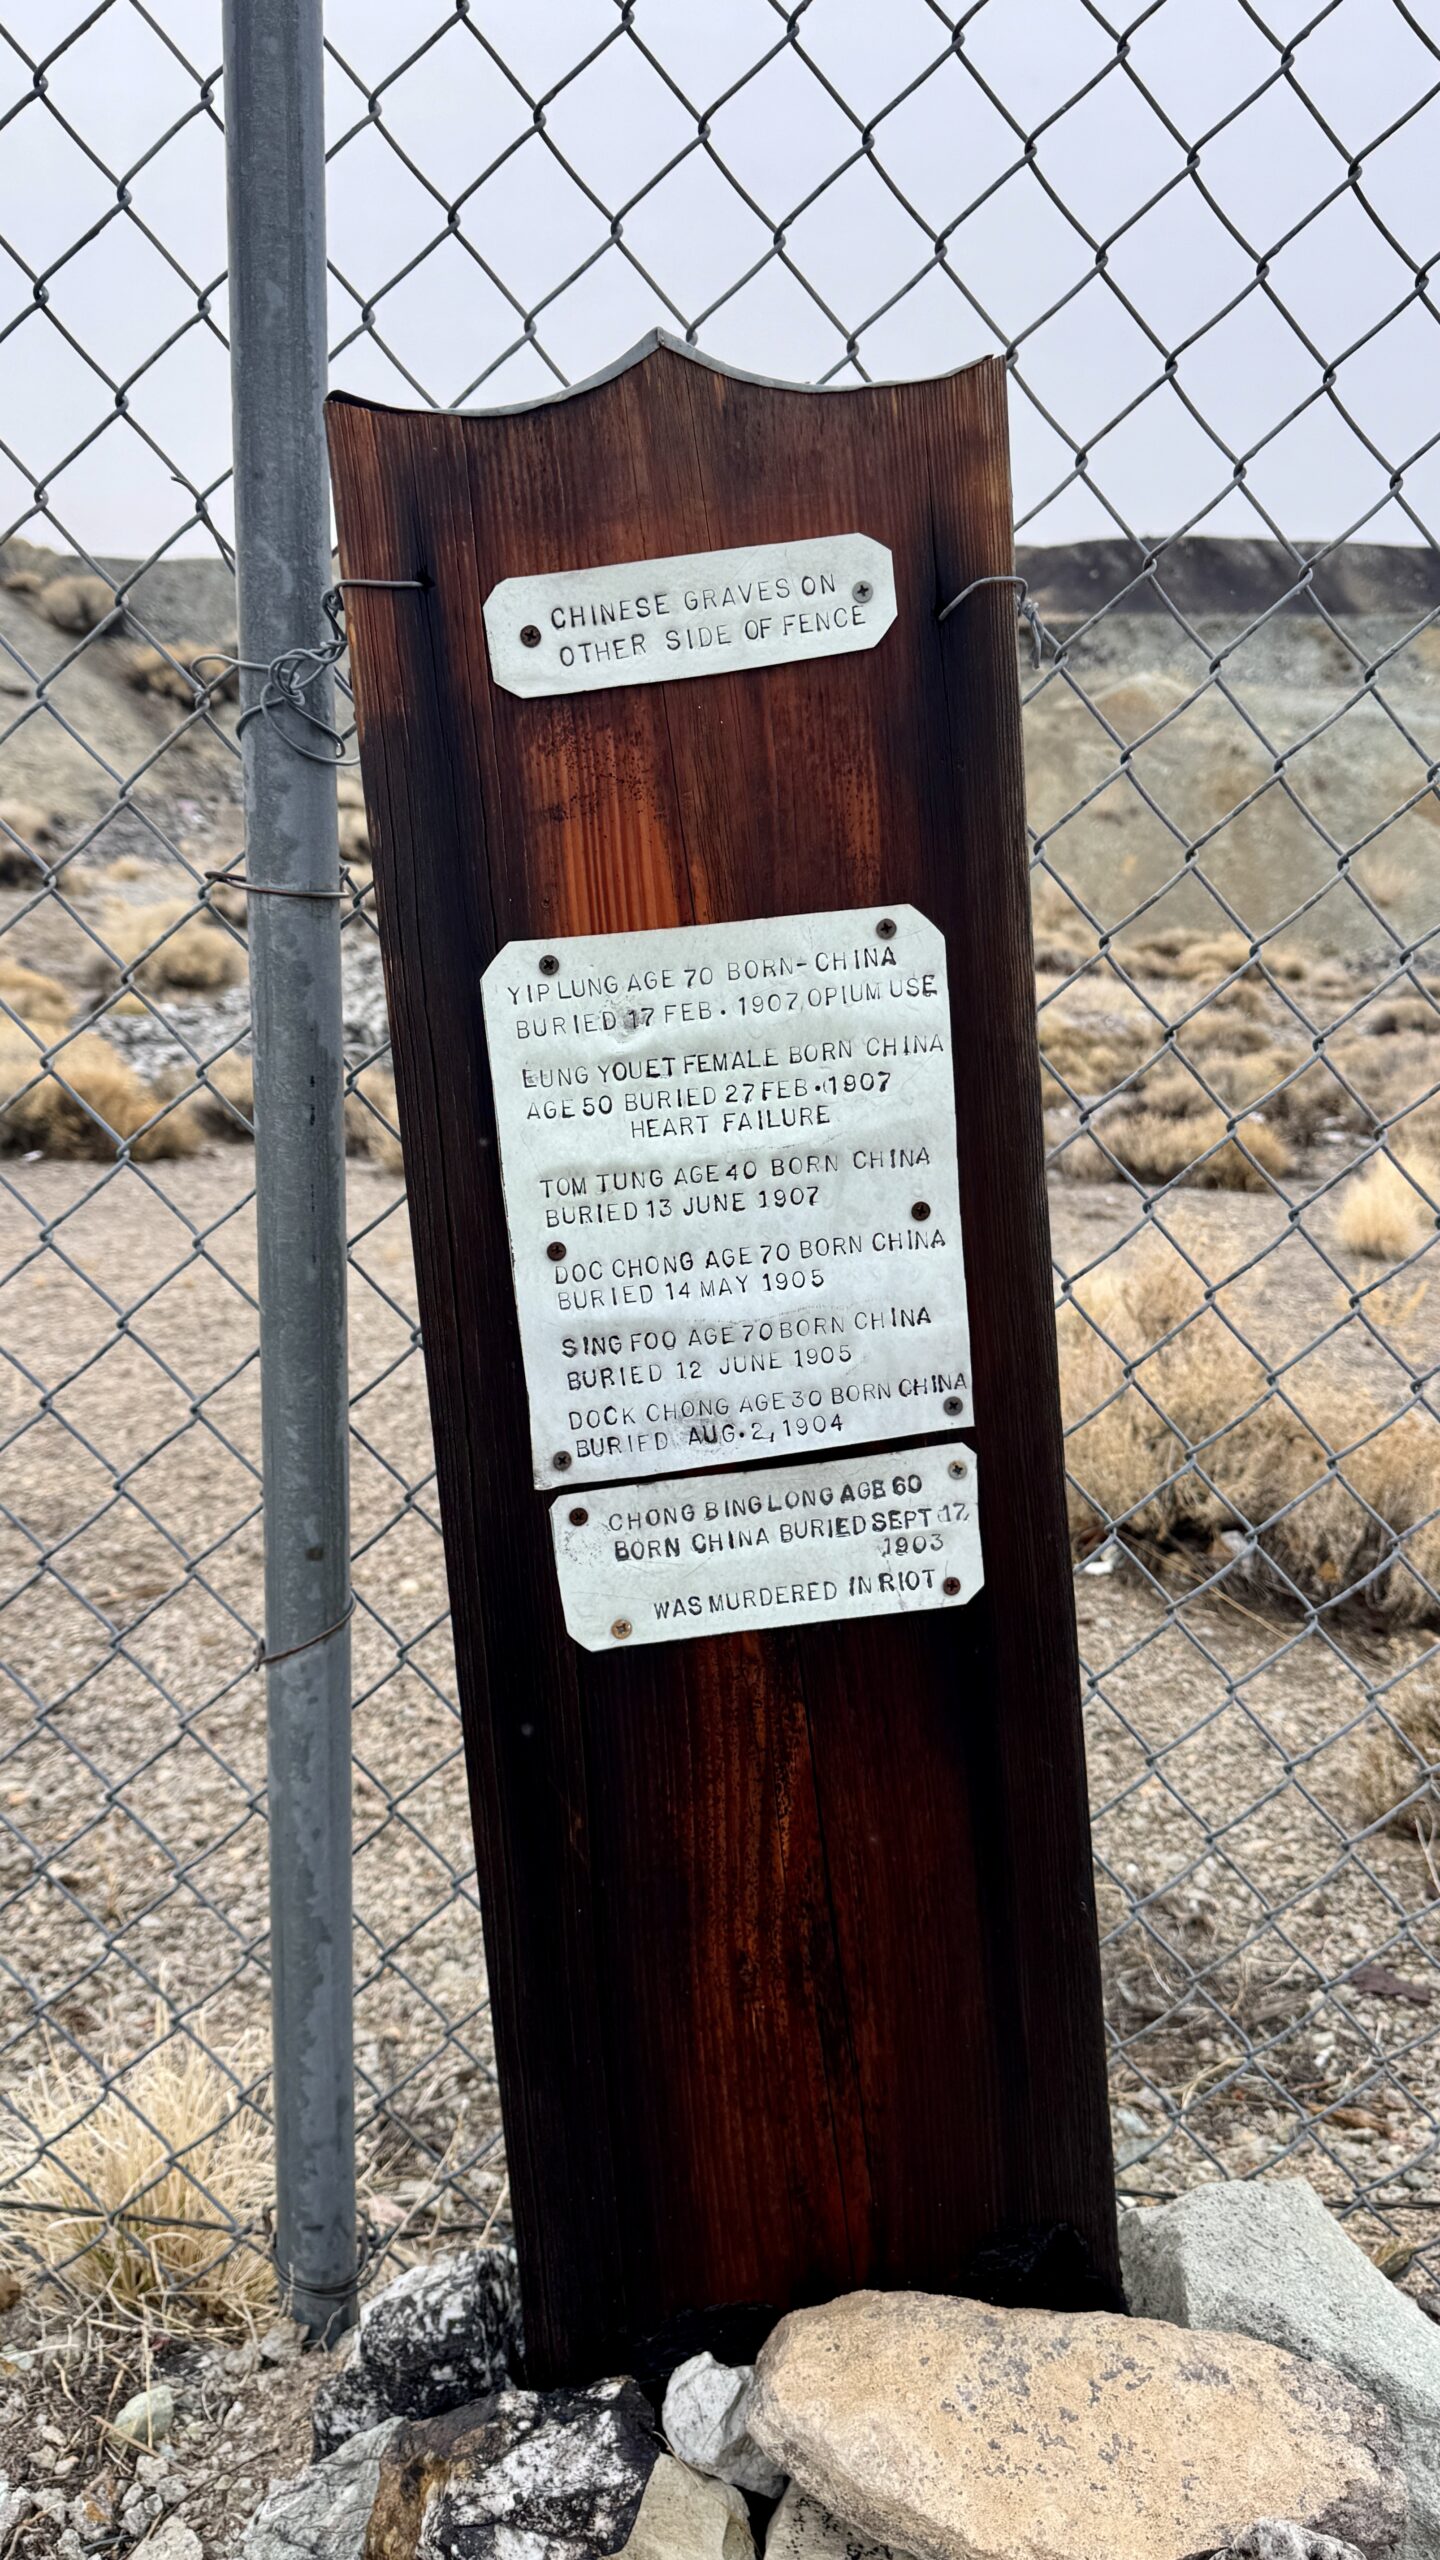 CHINESE GRAVES ON
OTHER SIDE OF FENCE
YIP LUNG AGE 70 BORN-CHINA
BURIED 17 FEB. 1907, OPIUM USE
EUNG YOUET FEMALE BORN CHINA
AGE 50 BURIED 27 FEB. 1907
HEART FAILURE
TOM TUNG AGE 40 BORN CHINA
BURIED 13 JUNE 1907
DOC CHONG AGE 70 BORN CHINA
BURIED 14 MAY 1905
SING FOO AGE 70 BORN CHINA
BURIED 12 JUNE 1905
DOCK CHONG AGE 30 BORN CHINA
BURIED AUG. 2, 1904
CHONG BING LONG AGE 60
BORN CHINA BURIED SEPT 17,
1903
WAS MURDERED IN RIOT